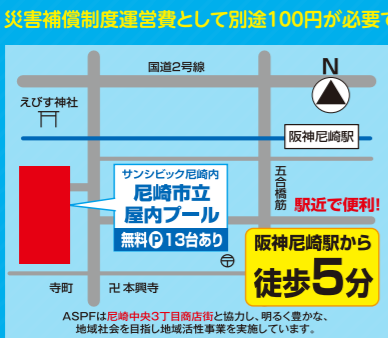 災害補償制度運営費として別途100円が必要で
国道2号線
N
えびす神社
阪神尼崎駅
サンシビック尼崎内
尼崎市立
屋内プール
無料P13台あり
五合橋筋
駅近で便利!
阪神尼崎駅から
徒歩5分
寺町
卍本興寺
ASPFは尼崎中央3丁目商店街と協力し、明るく豊かな、
地域社会を目指し地域活性事業を実施しています。